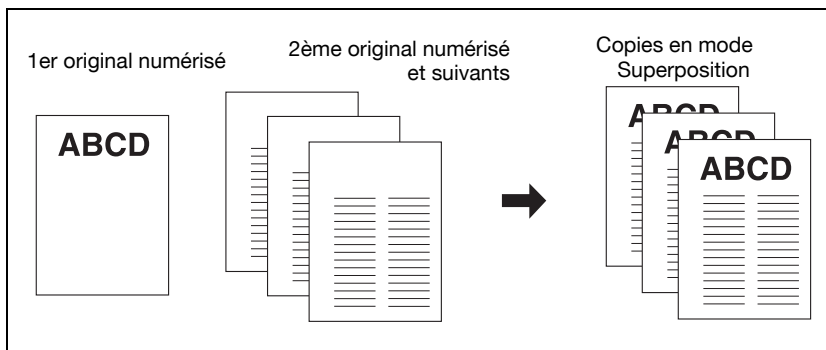 1er original numérisé
2ème original numérisé
et suivants
Copies en mode
Superposition
ABCD
ABCD
ABCD
ABCD